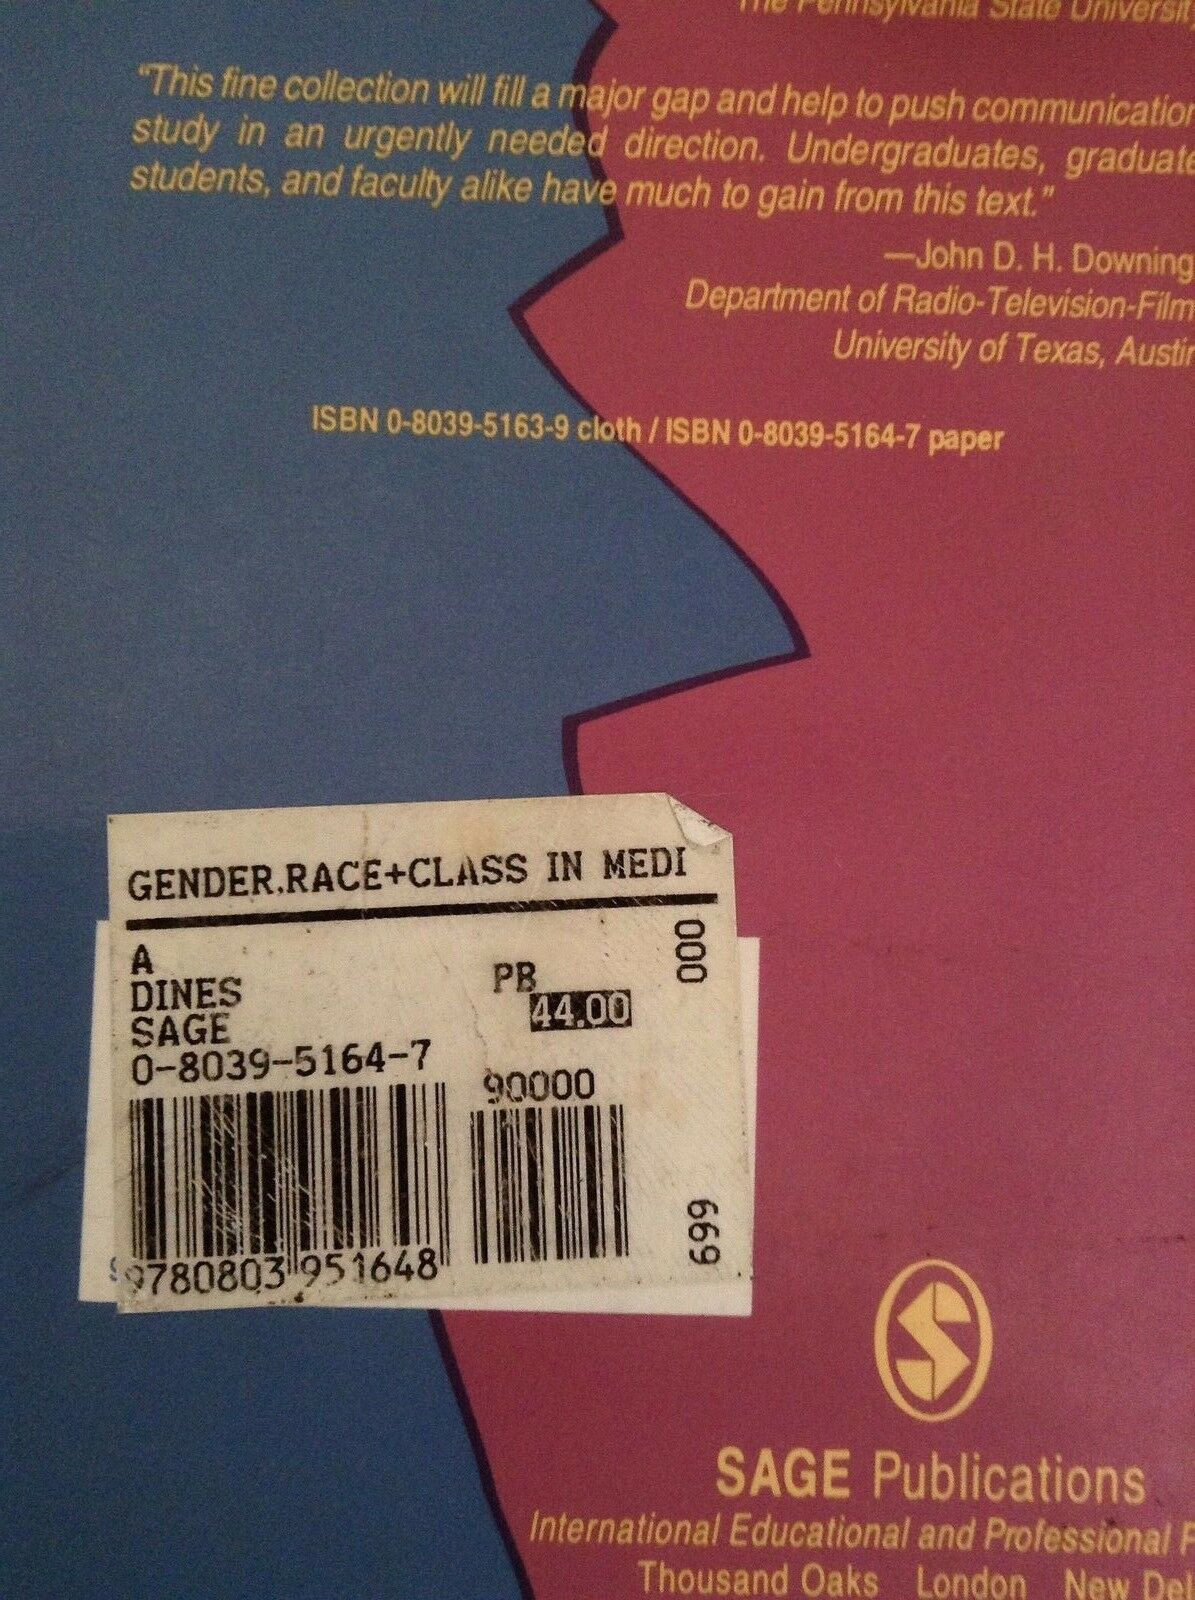 The Pennsylvania State University
"This fine collection will fill a major gap and help to push communication
study in an urgently needed direction. Undergraduates, graduate
students, and faculty alike have much to gain from this text."
—John D. H. Downing
Department of Radio-Television-Film
University of Texas, Austin
ISBN 0-8039-5163-9 cloth / ISBN 0-8039-5164-7 paper
GENDER.RACE+CLASS IN MEDI
A
DINES
SAGE
0-8039-5164-7
PB
44.00
000
90000
9780803951648
699
SAGE Publications
International Educational and Professional P
Thousand Oaks London New Del